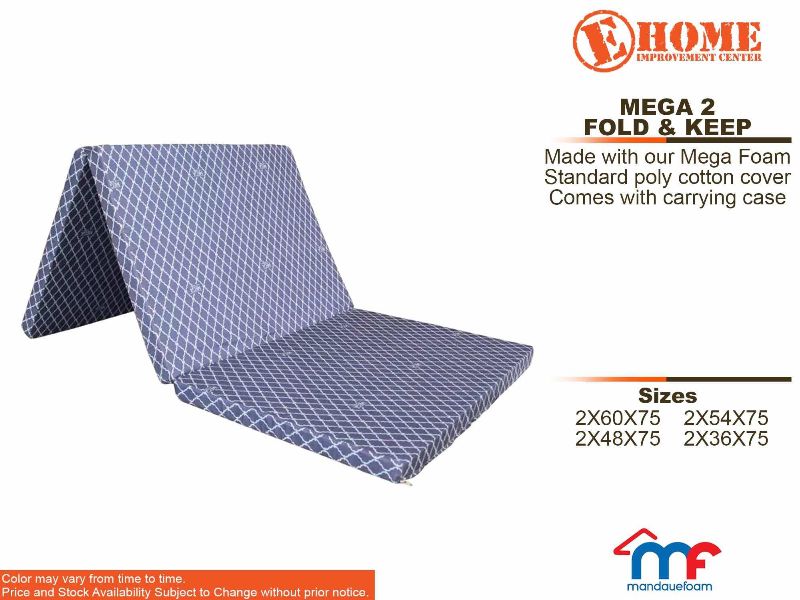 E HOME
IMPROVEMENT CENTER
MEGA 2
FOLD & KEEP
Made with our Mega Foam
Standard poly cotton cover
Comes with carrying case
Sizes
2X60X75 2X54X75
2X48X75 2X36X75
mf
mandauefoam
Color may vary from time to time.
Price and Stock Availability Subject to Change without prior notice.